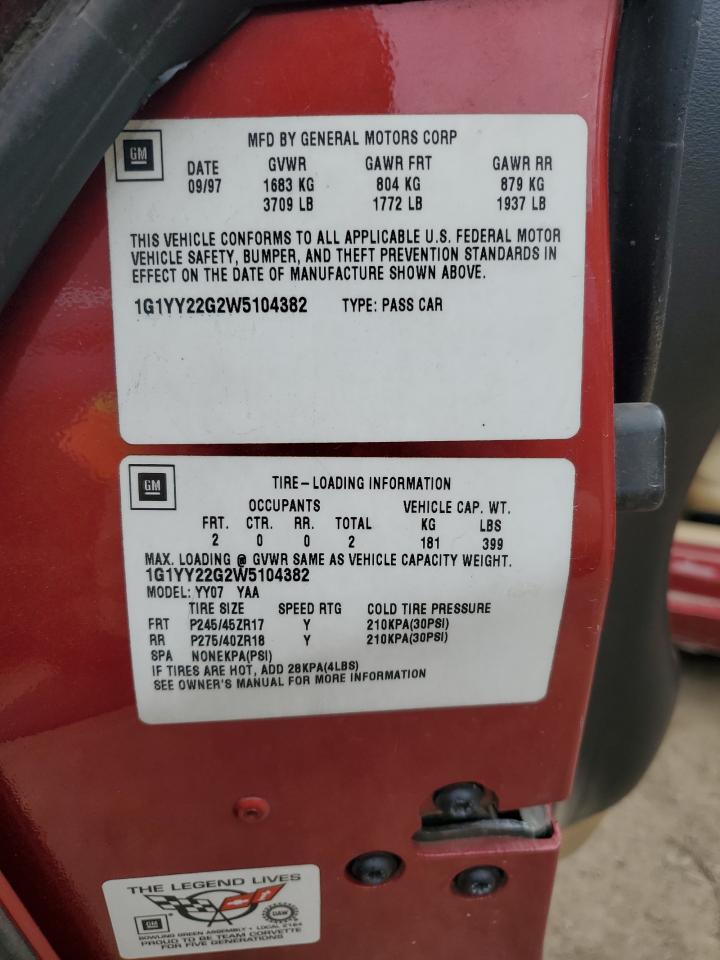 GM
MFD BY GENERAL MOTORS CORP
DATE GVWR GAWR FRT GAWR RR
09/97 1683 KG 804 KG 879 KG
3709 LB 1772 LB 1937 LB
THIS VEHICLE CONFORMS TO ALL APPLICABLE U.S. FEDERAL MOTOR
VEHICLE SAFETY, BUMPER, AND THEFT PREVENTION STANDARDS IN
EFFECT ON THE DATE OF MANUFACTURE SHOWN ABOVE.
1G1YY22G2W5104382 TYPE: PASS CAR
GM
TIRE-LOADING INFORMATION
OCCUPANTS VEHICLE CAP. WT.
FRT. CTR. RR. TOTAL KG LBS
2 0 0 2 181 399
MAX. LOADING @ GVWR SAME AS VEHICLE CAPACITY WEIGHT.
1G1YY22G2W5104382
MODEL: YY07 YAA
TIRE SIZE SPEED RTG COLD TIRE PRESSURE
FRT P245/45ZR17 Y 210KPA(30PSI)
RR P275/40ZR18 Y 210KPA(30PSI)
SPA NONEKPA(PSI)
IF TIRES ARE HOT, ADD 28KPA(4LBS)
SEE OWNER'S MANUAL FOR MORE INFORMATION
THE LEGEND LIVES
GM UAW
BOWLING GREEN ASSEMBLY • LOCAL 2164
PROUD TO BE TEAM CORVETTE
FOR FIVE GENERATIONS